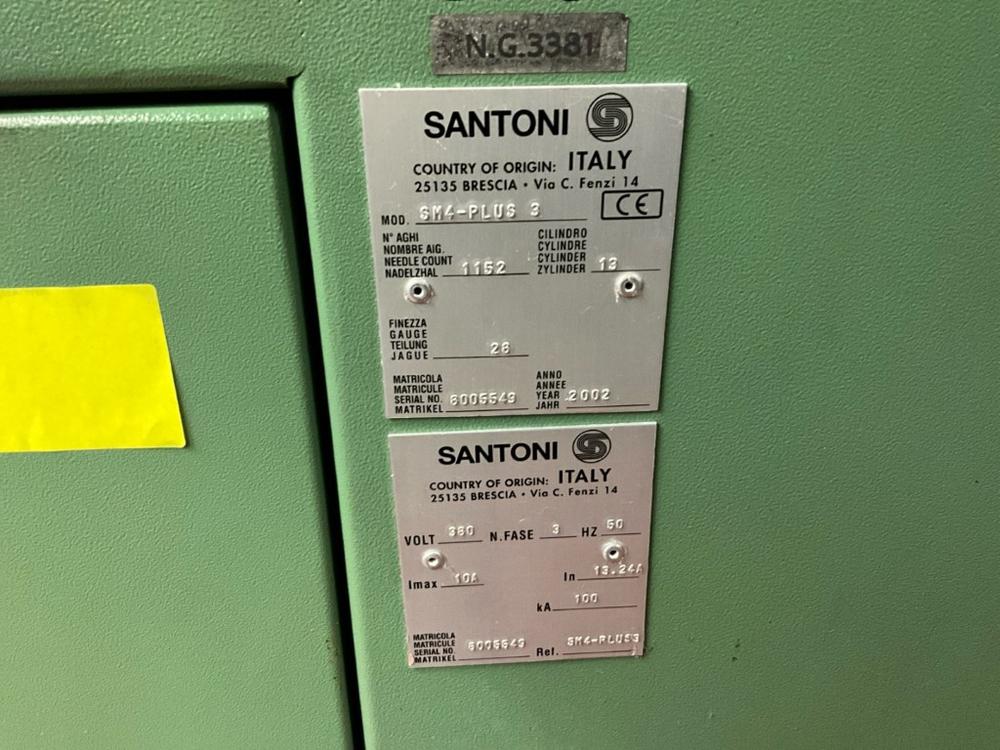 N.G.3381
SANTONI
COUNTRY OF ORIGIN: ITALY
25135 BRESCIA • Via C. Fenzi 14
MOD. SM4-PLUS 3
CE
N° AGHI
NOMBRE AIG.
NEEDLE COUNT
NADELZHAL 1152
CILINDRO
CYLINDRE
CYLINDER
ZYLINDER 13
FINEZZA
GAUGE
TEILUNG
JAGUE 28
MATRICOLA
MATRICULE
SERIAL NO. 6005549
MATRIKEL
ANNO
ANNEE
YEAR 2002
JAHR
SANTONI
COUNTRY OF ORIGIN: ITALY
25135 BRESCIA • Via C. Fenzi 14
VOLT 380 N.FASE 3 HZ 50
Imax 10A In 13.24A
kA 100
MATRICOLA
MATRICULE
SERIAL NO. 6005549
MATRIKEL
Rel. SM4-PLUS3